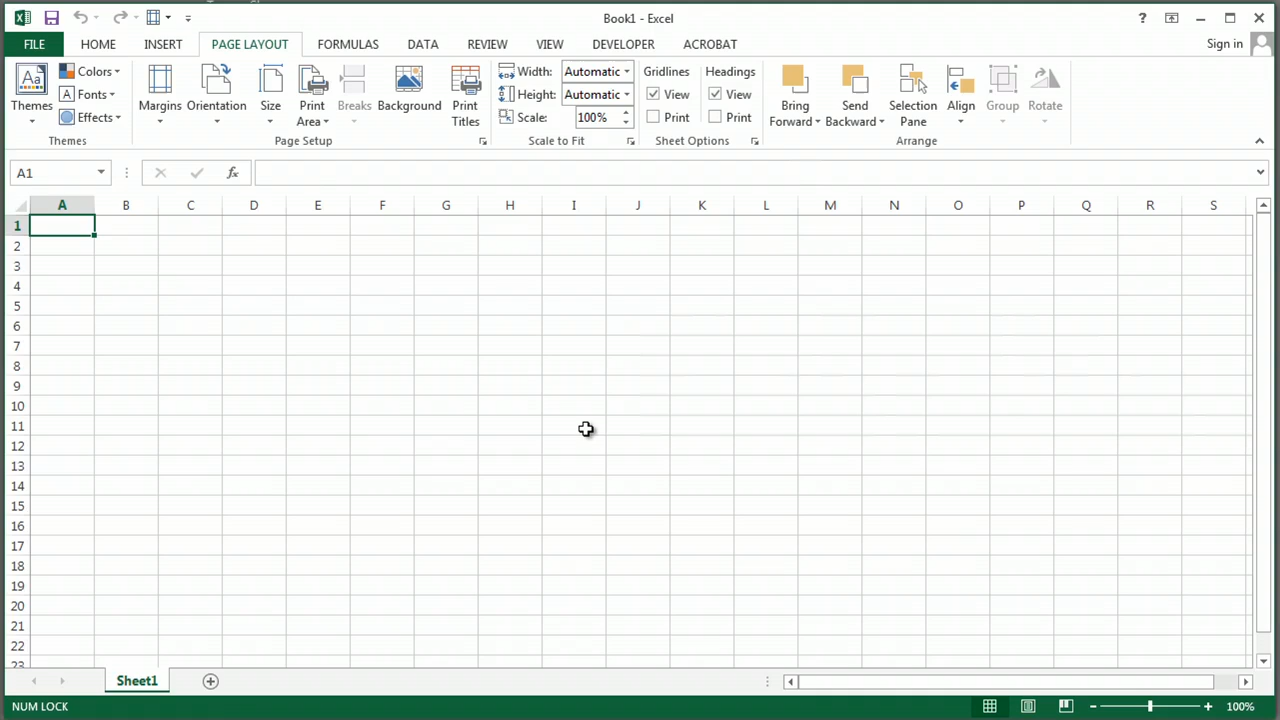 Book1 - Excel
?
FILE HOME INSERT PAGE LAYOUT FORMULAS DATA REVIEW VIEW DEVELOPER ACROBAT Sign in
Aa Colors Width: Automatic Gridlines Headings
A Fonts Height: Automatic View View
Themes Effects Margins Orientation Size Print Area Breaks Background Print Titles Scale: 100% Print Print Bring Forward Send Backward Selection Pane Align Group Rotate
Themes Page Setup Scale to Fit Sheet Options Arrange
A1 fx
A B C D E F G H I J K L M N O P Q R S
1
2
3
4
5
6
7
8
9
10
11
12
13
14
15
16
17
18
19
20
21
22
23
Sheet1
NUM LOCK 100%